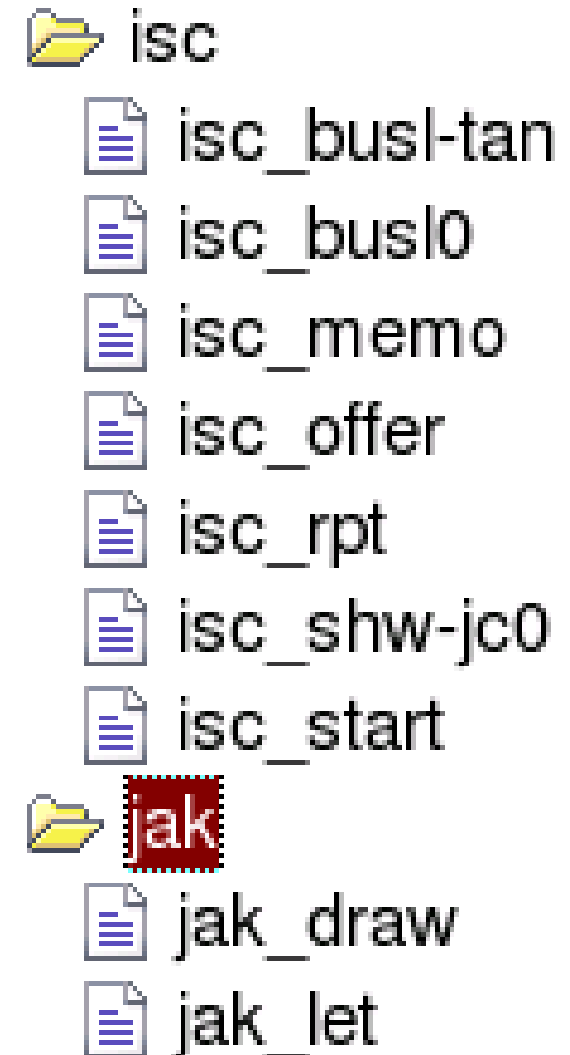 isc
isc_busl-tan
isc_busl0
isc_memo
isc_offer
isc_rpt
isc_shw-jc0
isc_start
jak
jak_draw
jak_let